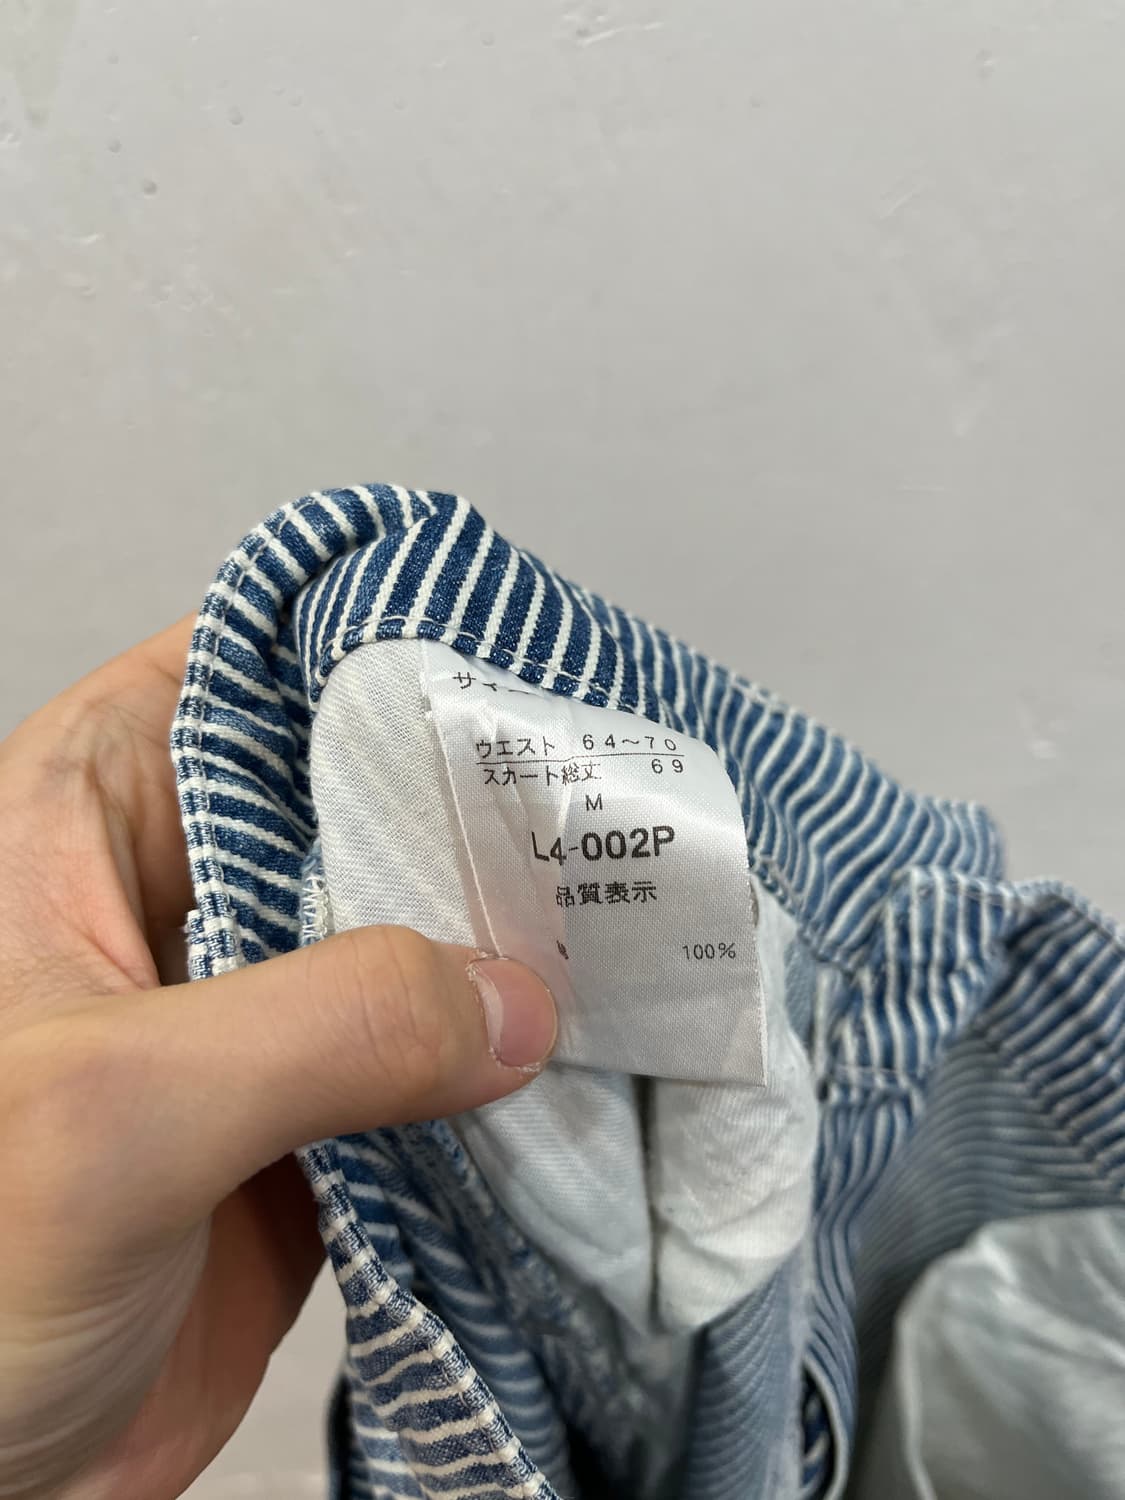 ウエスト 64~70
スカート総丈 69
M
L4-002P
品質表示
100%